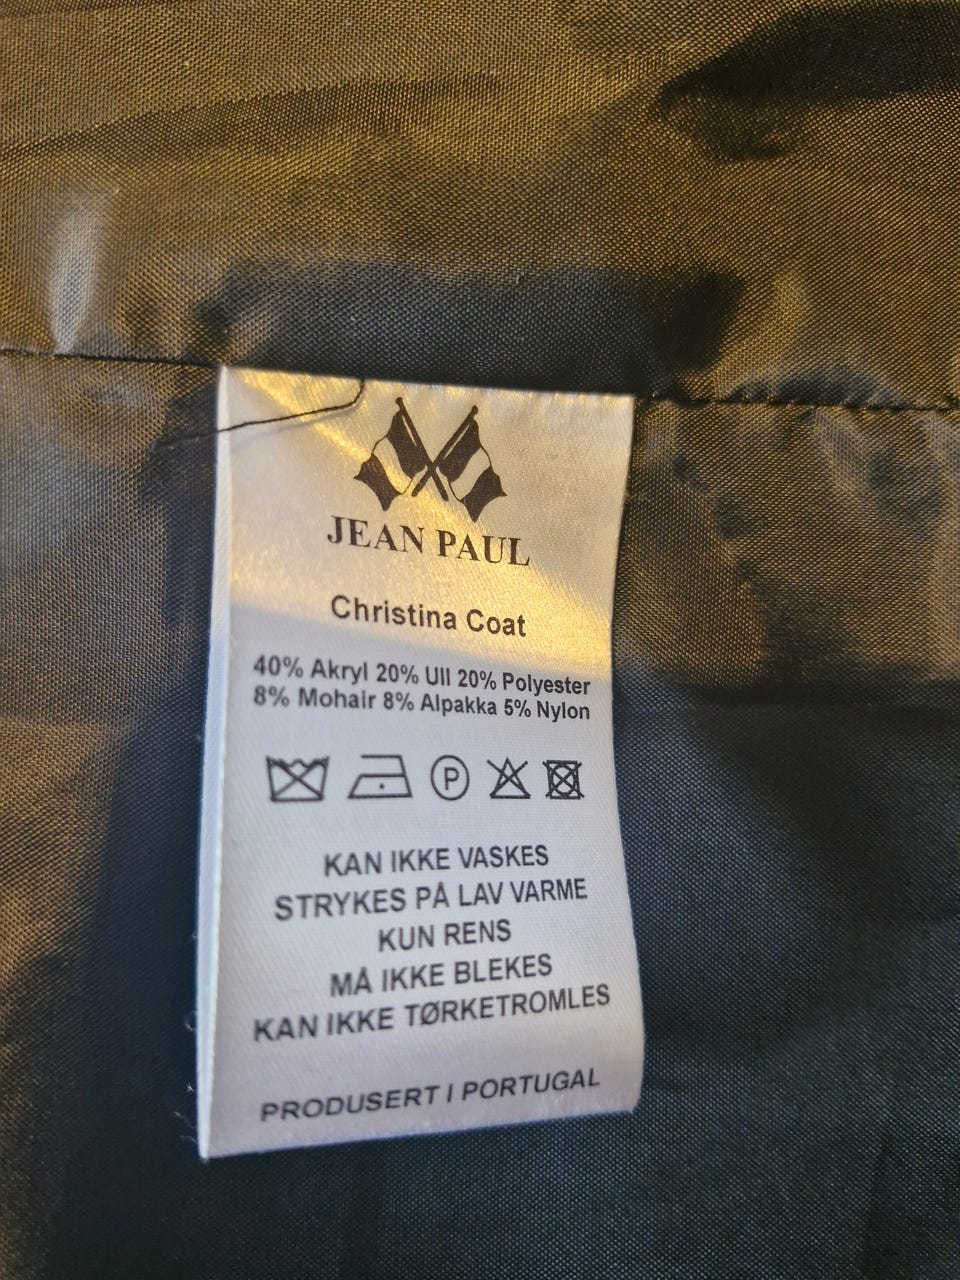 JEAN PAUL
Christina Coat
40% Akryl 20% Ull 20% Polyester
8% Mohair 8% Alpakka 5% Nylon
P
KAN IKKE VASKES
STRYKES PÅ LAV VARME
KUN RENS
MÅ IKKE BLEKES
KAN IKKE TØRKETROMLES
PRODUSERT I PORTUGAL